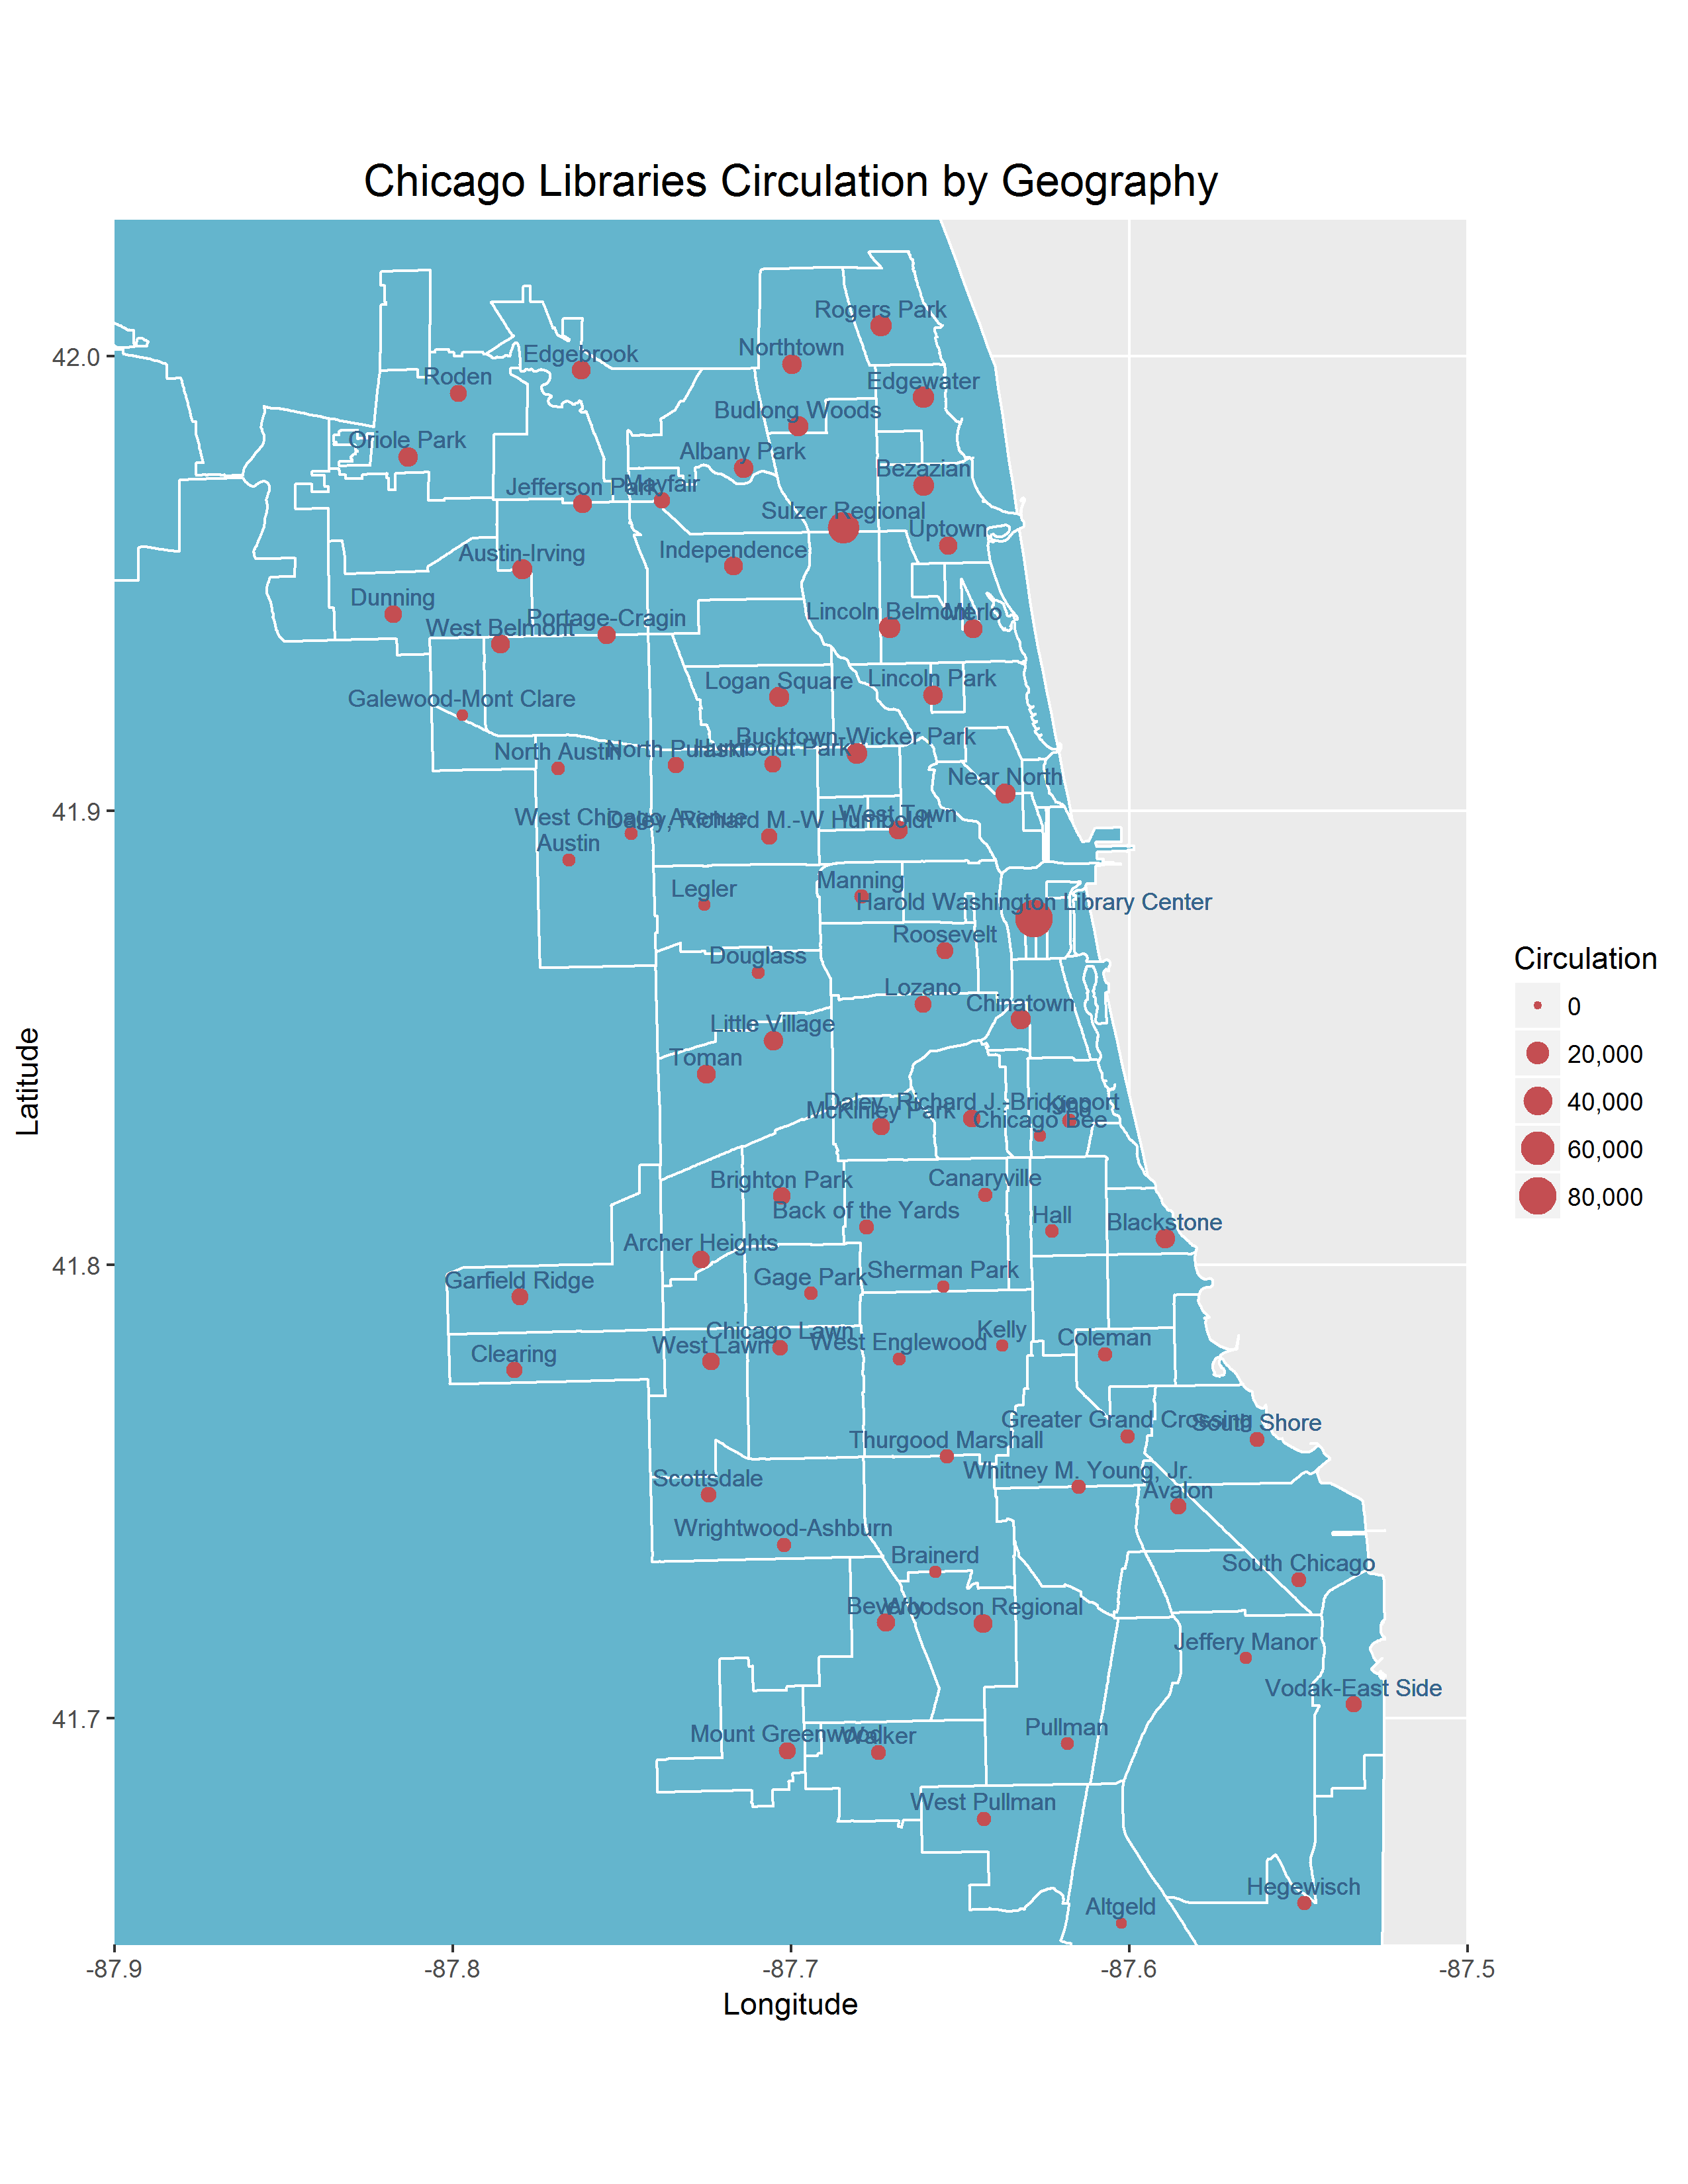 Chicago Libraries Circulation by Geography
Rogers Park
Northtown
Edgebrook
Roden
Edgewater
Budlong Woods
Oriole Park
Albany Park
Bezazian
Jefferson Park
Mayfair
Sulzer Regional
Uptown
Independence
Austin-Irving
Dunning
Lincoln Belmont
Merlo
Portage-Cragin
West Belmont
Lincoln Park
Logan Square
Galewood-Mont Clare
Bucktown-Wicker Park
North Austin
North Pulaski
Humboldt Park
Near North
West Town
West Chicago Avenue
Daley, Richard M.-W Humboldt
Austin
Manning
Legler
Harold Washington Library Center
Roosevelt
Douglass
Lozano
Chinatown
Little Village
Toman
Daley, Richard J.-Bridgeport
King
McKinley Park
Chicago Bee
Canaryville
Brighton Park
Back of the Yards
Hall
Blackstone
Archer Heights
Sherman Park
Gage Park
Garfield Ridge
Kelly
Chicago Lawn
Coleman
West Englewood
West Lawn
Clearing
Greater Grand Crossing
South Shore
Thurgood Marshall
Whitney M. Young, Jr.
Scottsdale
Avalon
Wrightwood-Ashburn
Brainerd
South Chicago
Beverly
Woodson Regional
Jeffery Manor
Vodak-East Side
Pullman
Mount Greenwood
Walker
West Pullman
Hegewisch
Altgeld
42.0
41.9
41.8
41.7
Latitude
-87.9
-87.8
-87.7
-87.6
-87.5
Longitude
Circulation
0
20,000
40,000
60,000
80,000